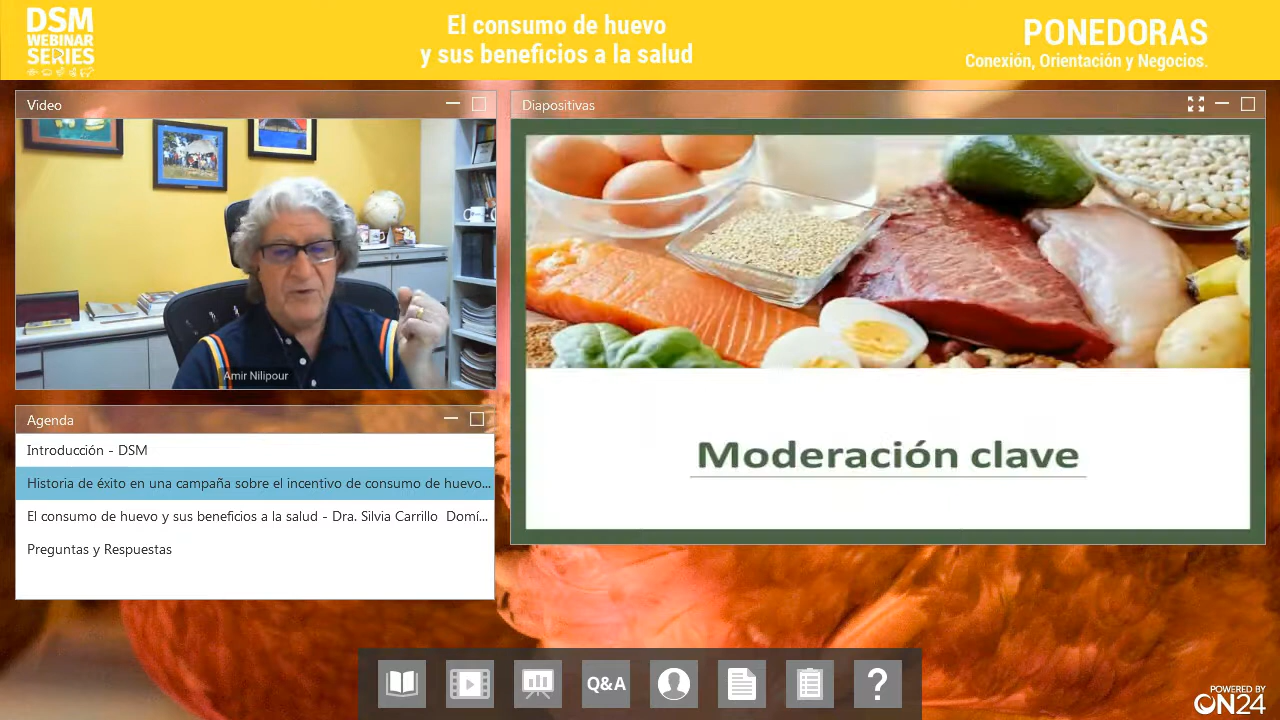 DSM
WEBINAR
SERIES
El consumo de huevo
y sus beneficios a la salud
PONEDORAS
Conexión, Orientación y Negocios.
Video
Amir Nilipour
Diapositivas
Moderación clave
Agenda
Introducción - DSM
Historia de éxito en una campaña sobre el incentivo de consumo de huevo...
El consumo de huevo y sus beneficios a la salud - Dra. Silvia Carrillo Domí...
Preguntas y Respuestas
Q&A
?
POWERED BY
ON24